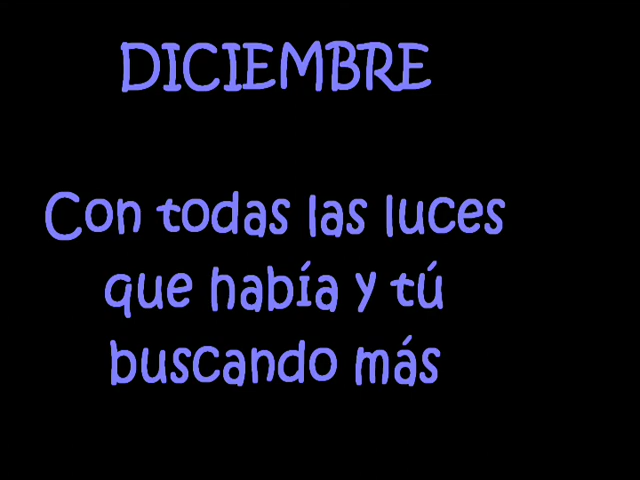 DICIEMBRE
Con todas las luces
que había y tú
buscando más